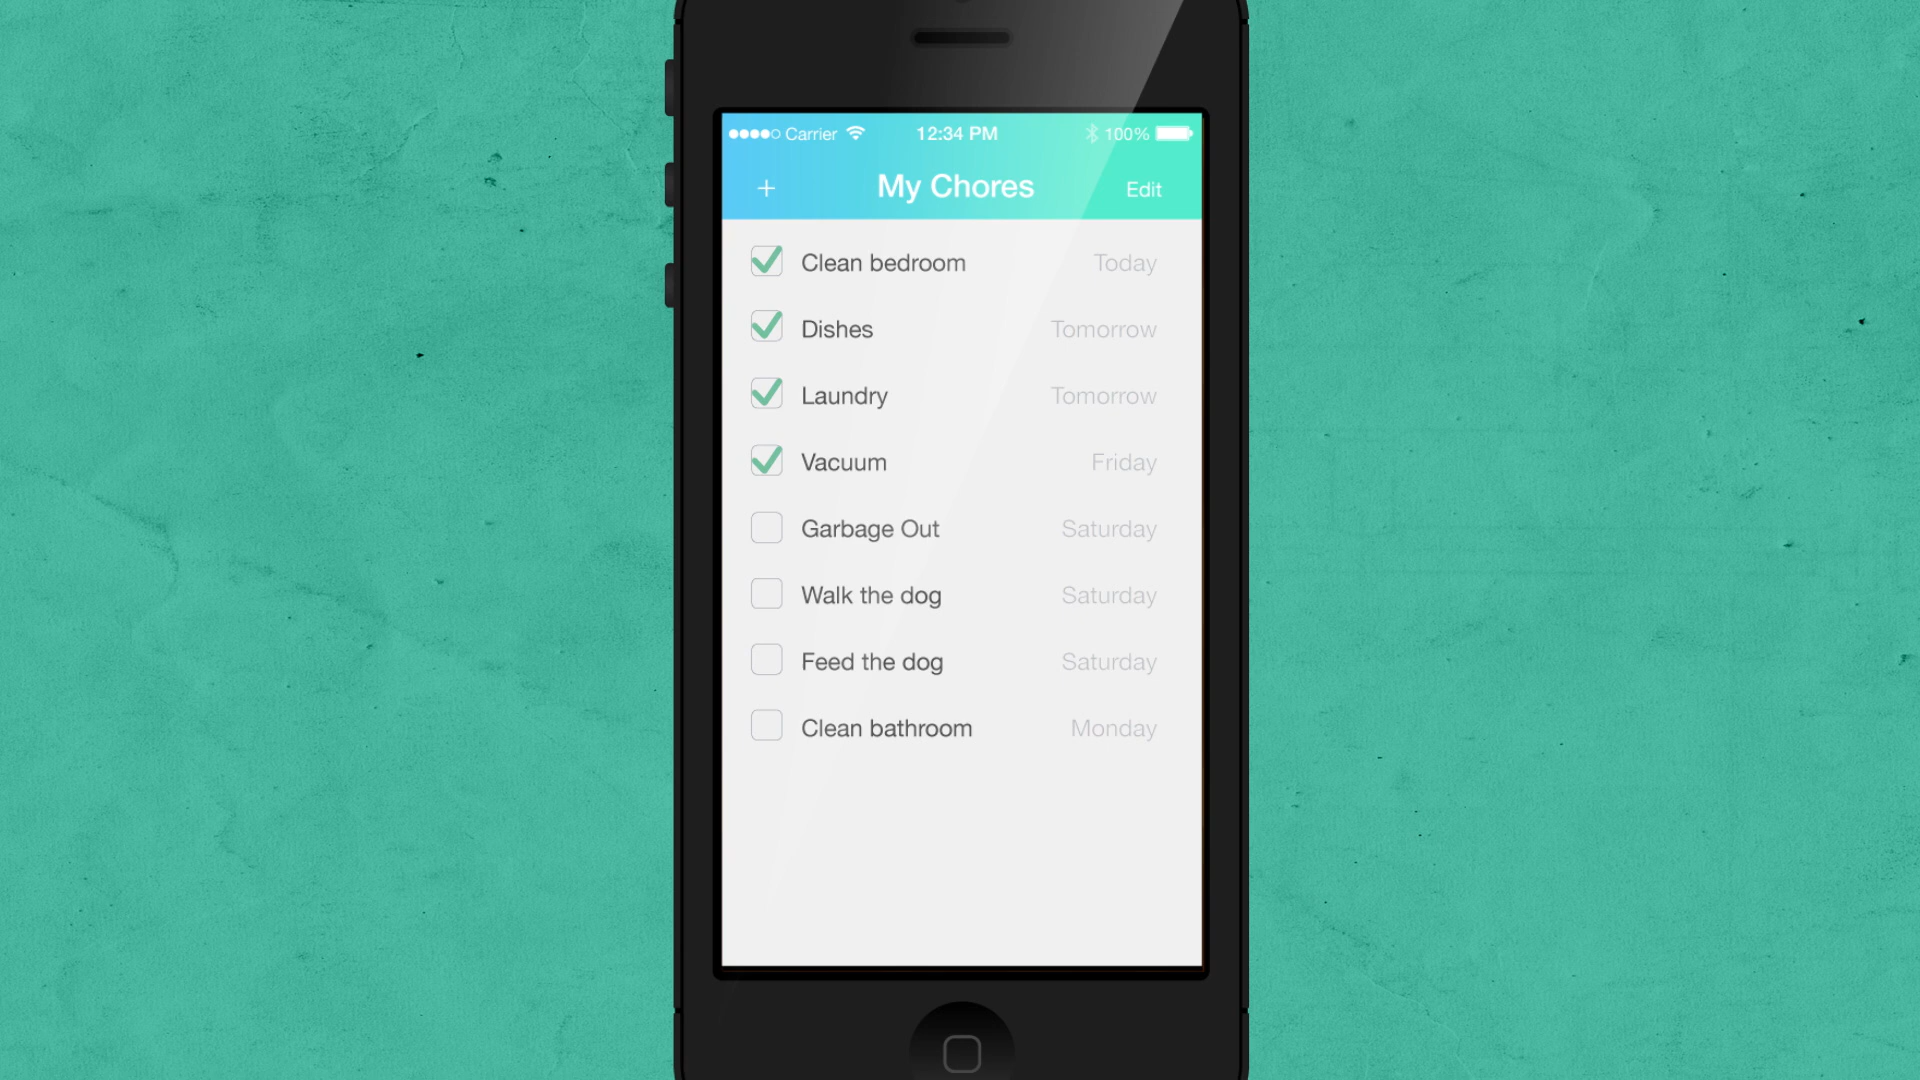 Carrier 12:34 PM 100%
+ My Chores Edit
Clean bedroom Today
Dishes Tomorrow
Laundry Tomorrow
Vacuum Friday
Garbage Out Saturday
Walk the dog Saturday
Feed the dog Saturday
Clean bathroom Monday